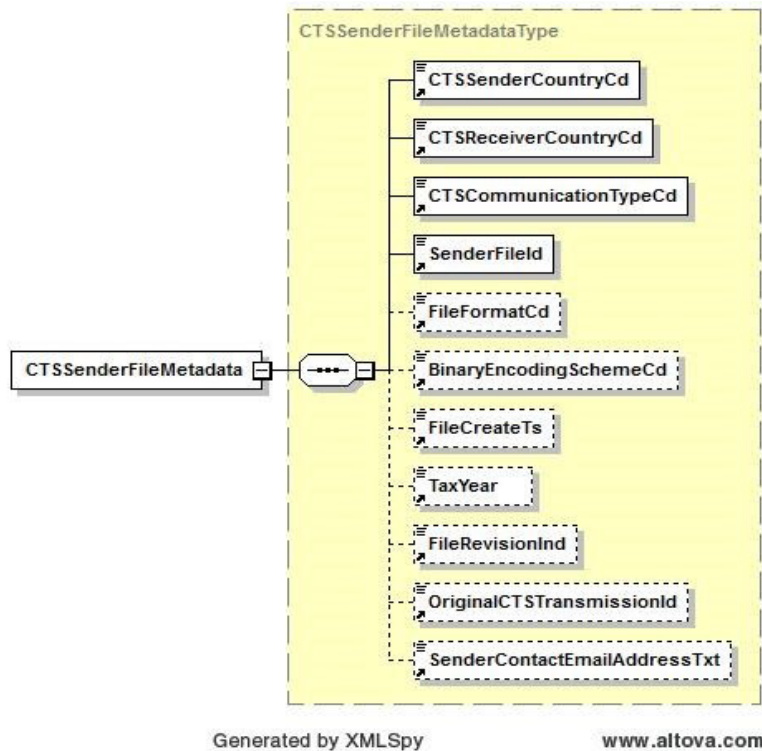 CTSSenderFileMetadataType
CTSSenderCountryCd
CTSReceiverCountryCd
CTSCommunicationTypeCd
SenderFileId
FileFormatCd
CTSSenderFileMetadata
BinaryEncodingSchemeCd
FileCreateTs
TaxYear
FileRevisionInd
OriginalCTSTransmissionId
SenderContactEmailAddressTxt
Generated by XMLSpy www.altova.com